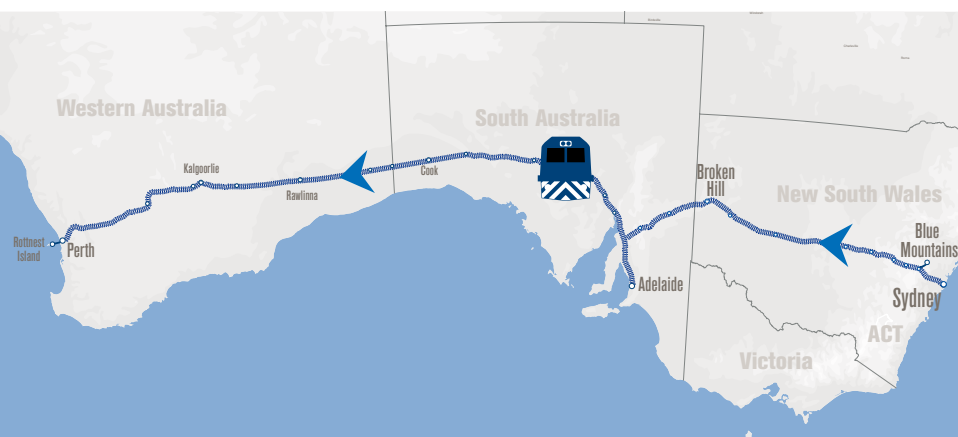 Western Australia
South Australia
Kalgoorlie
Cook
Rawlinna
Broken
Hill
New South Wales
Blue
Mountains
Rottnest
Island
Perth
Adelaide
Sydney
ACT
Victoria